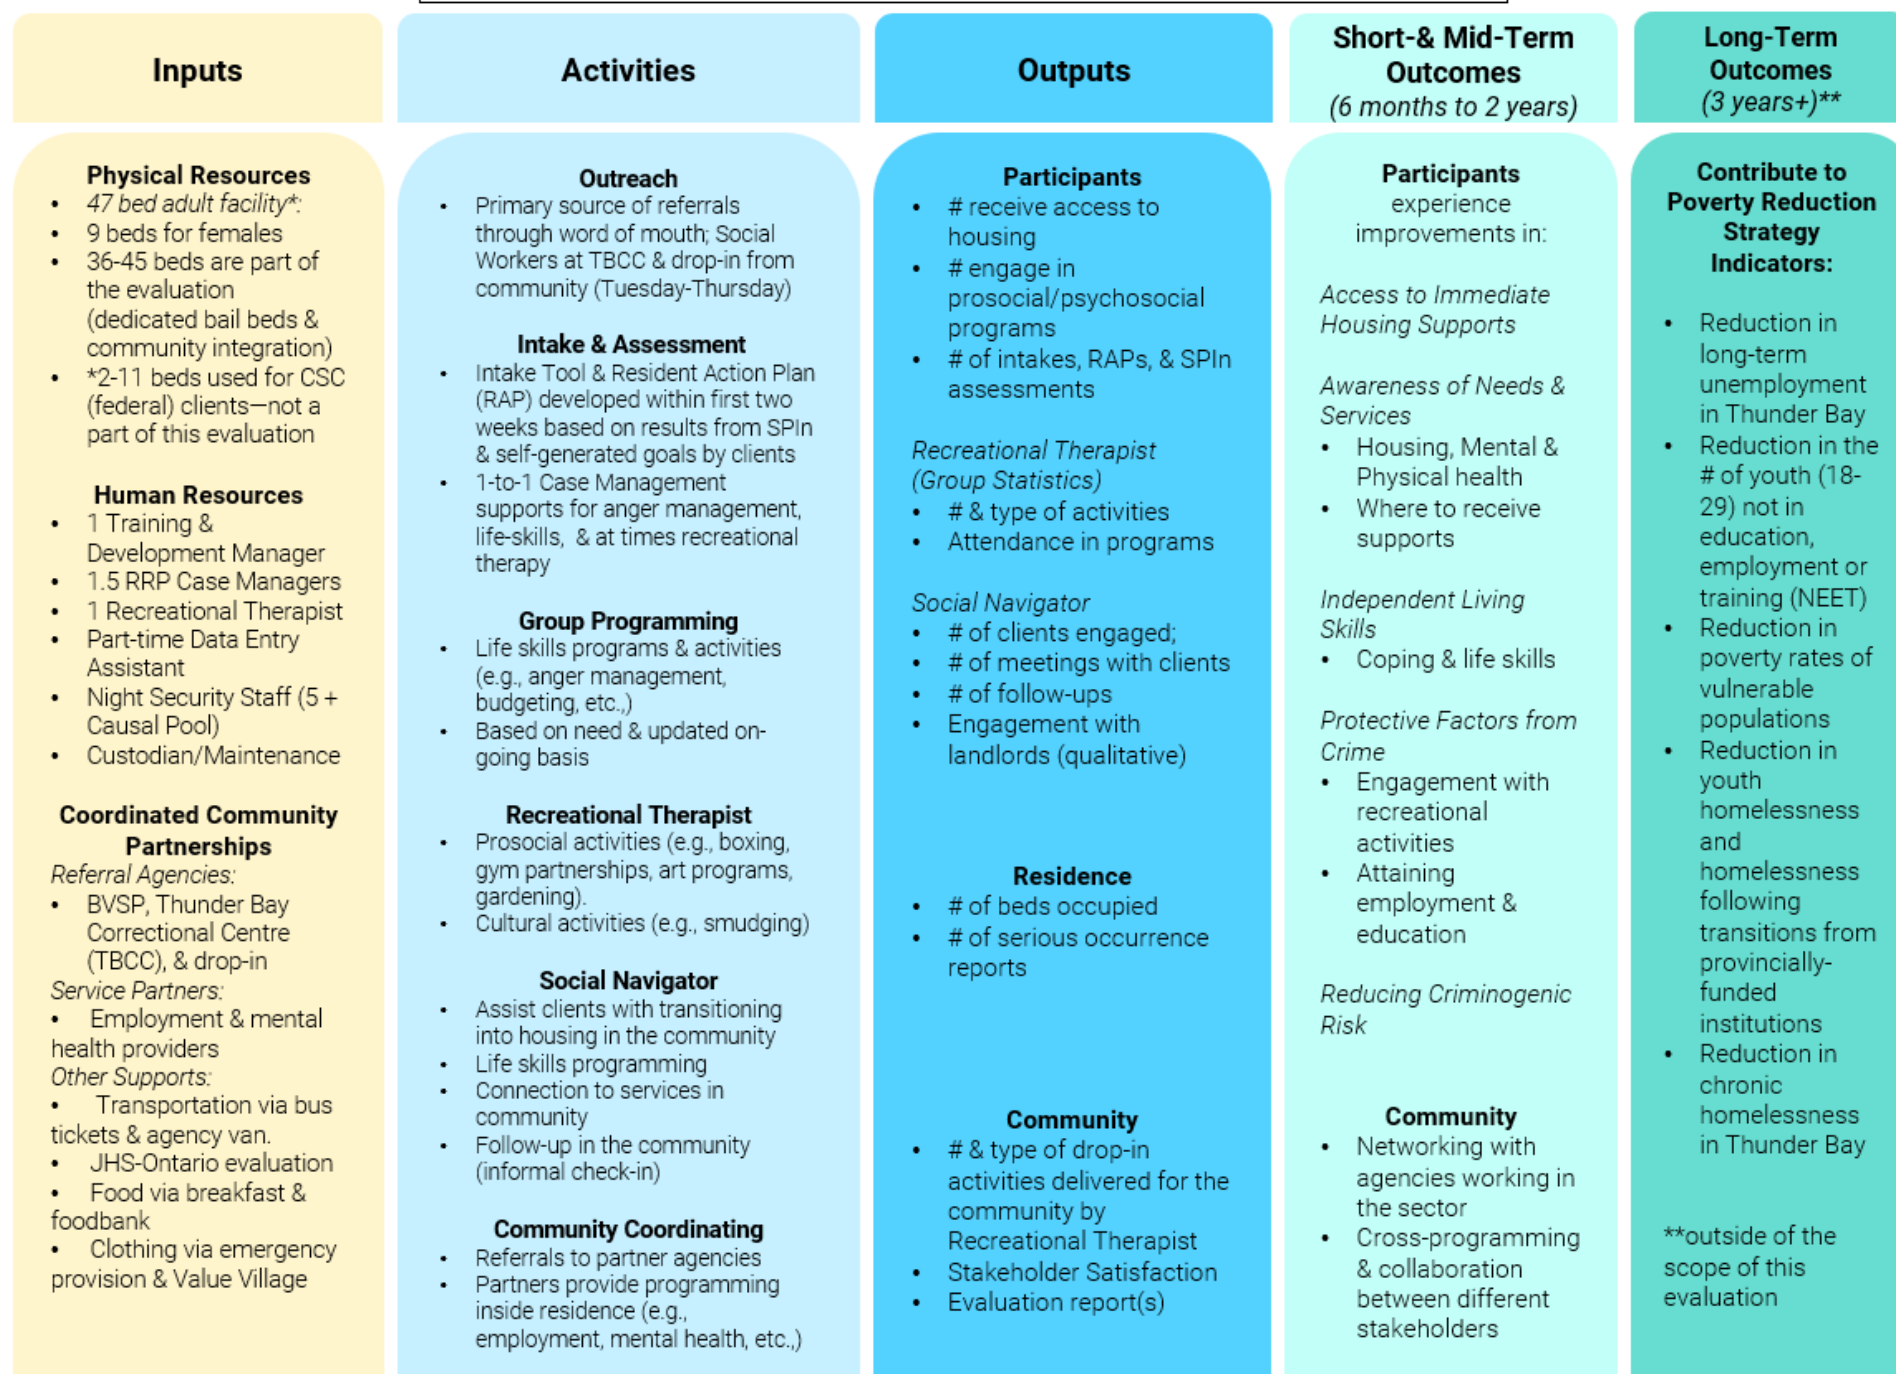 Inputs
Physical Resources
• 47 bed adult facility*:
• 9 beds for females
• 36-45 beds are part of
the evaluation
(dedicated bail beds &
community integration)
• *2-11 beds used for CSC
(federal) clients—not a
part of this evaluation
Human Resources
• 1 Training &
Development Manager
• 1.5 RRP Case Managers
• 1 Recreational Therapist
• Part-time Data Entry
Assistant
• Night Security Staff (5 +
Causal Pool)
• Custodian/Maintenance
Coordinated Community
Partnerships
Referral Agencies:
• BVSP, Thunder Bay
Correctional Centre
(TBCC), & drop-in
Service Partners:
• Employment & mental
health providers
Other Supports:
• Transportation via bus
tickets & agency van.
• JHS-Ontario evaluation
• Food via breakfast &
foodbank
• Clothing via emergency
provision & Value Village
Activities
Outreach
• Primary source of referrals
through word of mouth; Social
Workers at TBCC & drop-in from
community (Tuesday-Thursday)
Intake & Assessment
• Intake Tool & Resident Action Plan
(RAP) developed within first two
weeks based on results from SPIn
& self-generated goals by clients
• 1-to-1 Case Management
supports for anger management,
life-skills, & at times recreational
therapy
Group Programming
• Life skills programs & activities
(e.g., anger management,
budgeting, etc.,)
• Based on need & updated on-
going basis
Recreational Therapist
• Prosocial activities (e.g., boxing,
gym partnerships, art programs,
gardening).
• Cultural activities (e.g., smudging)
Social Navigator
• Assist clients with transitioning
into housing in the community
• Life skills programming
• Connection to services in
community
• Follow-up in the community
(informal check-in)
Community Coordinating
• Referrals to partner agencies
• Partners provide programming
inside residence (e.g.,
employment, mental health, etc.,)
Outputs
Participants
• # receive access to
housing
• # engage in
prosocial/psychosocial
programs
• # of intakes, RAPs, & SPIn
assessments
Recreational Therapist
(Group Statistics)
• # & type of activities
• Attendance in programs
Social Navigator
• # of clients engaged;
• # of meetings with clients
• # of follow-ups
• Engagement with
landlords (qualitative)
Residence
• # of beds occupied
• # of serious occurrence
reports
Community
• # & type of drop-in
activities delivered for the
community by
Recreational Therapist
• Stakeholder Satisfaction
• Evaluation report(s)
Short-& Mid-Term
Outcomes
(6 months to 2 years)
Participants
experience
improvements in:
Access to Immediate
Housing Supports
Awareness of Needs &
Services
• Housing, Mental &
Physical health
• Where to receive
supports
Independent Living
Skills
• Coping & life skills
Protective Factors from
Crime
• Engagement with
recreational
activities
• Attaining
employment &
education
Reducing Criminogenic
Risk
Community
• Networking with
agencies working in
the sector
• Cross-programming
& collaboration
between different
stakeholders
Long-Term
Outcomes
(3 years+)**
Contribute to
Poverty Reduction
Strategy
Indicators:
• Reduction in
long-term
unemployment
in Thunder Bay
• Reduction in the
# of youth (18-
29) not in
education,
employment or
training (NEET)
• Reduction in
poverty rates of
vulnerable
populations
• Reduction in
youth
homelessness
and
homelessness
following
transitions from
provincially-
funded
institutions
• Reduction in
chronic
homelessness
in Thunder Bay
**outside of the
scope of this
evaluation